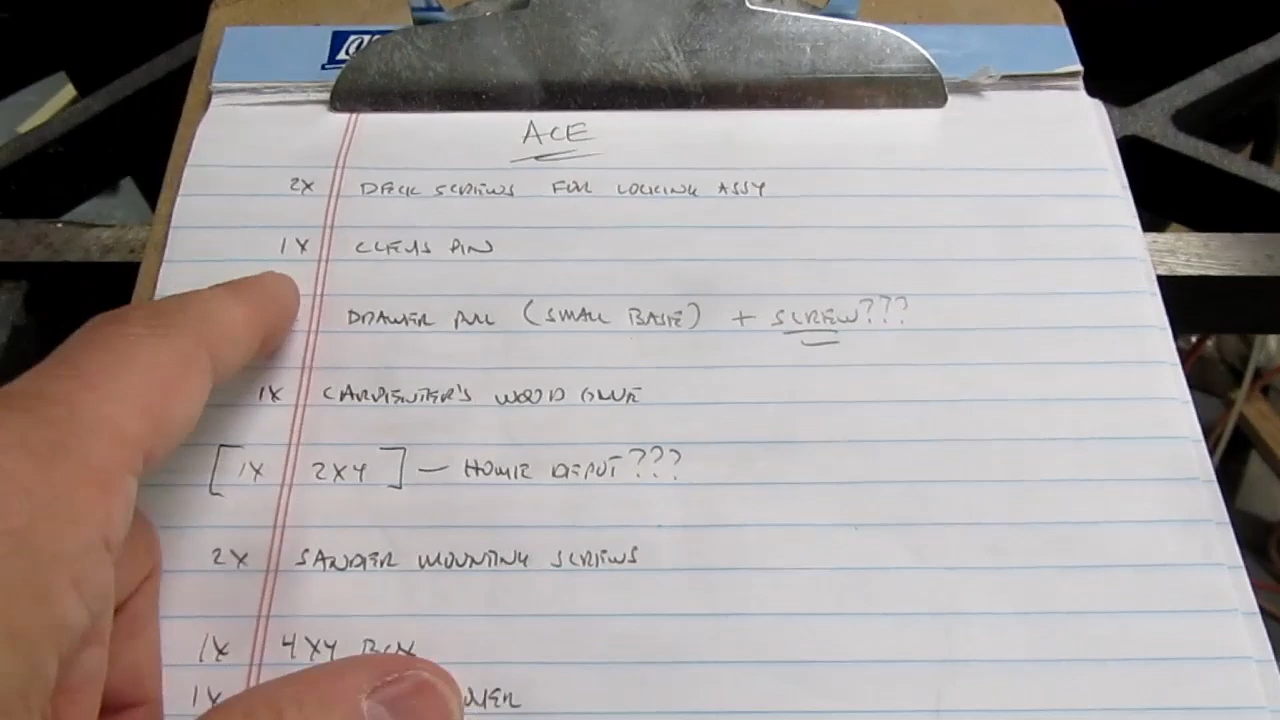 ACE
2X DECK SCREWS FOR LOCKING ASSY
1X CLEVIS PIN
DRAWER PULL (SMALL BASE) + SCREW???
1X CARPENTER'S WOOD GLUE
[1X 2X4] — HOME DEPOT???
2X SANDER MOUNTING SCREWS
1X 4X4 BOX
1X